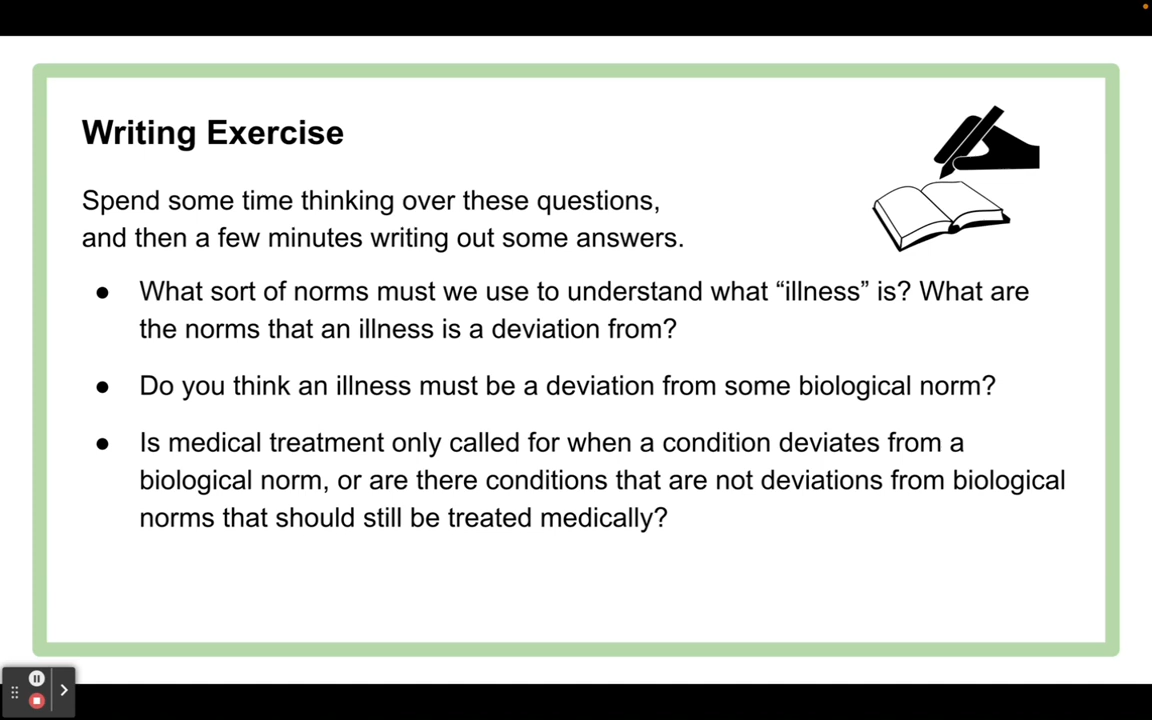 Writing Exercise
Spend some time thinking over these questions,
and then a few minutes writing out some answers.
● What sort of norms must we use to understand what “illness” is? What are
the norms that an illness is a deviation from?
● Do you think an illness must be a deviation from some biological norm?
● Is medical treatment only called for when a condition deviates from a
biological norm, or are there conditions that are not deviations from biological
norms that should still be treated medically?